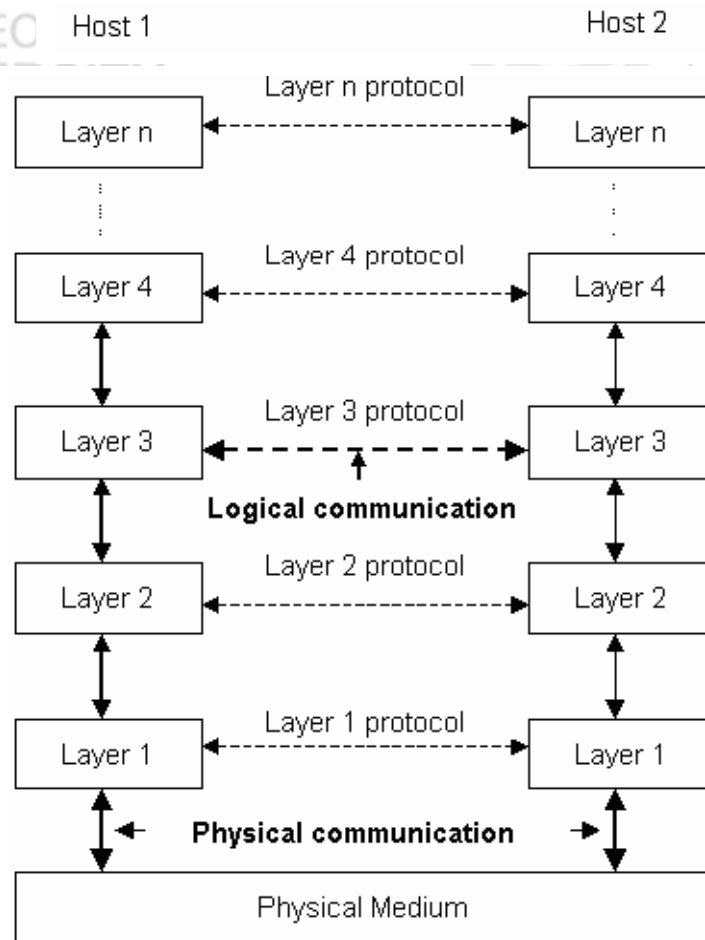 Host 1 Host 2
Layer n protocol
Layer n Layer n
Layer 4 protocol
Layer 4 Layer 4
Layer 3 protocol
Layer 3 Layer 3
Logical communication
Layer 2 protocol
Layer 2 Layer 2
Layer 1 protocol
Layer 1 Layer 1
Physical communication
Physical Medium